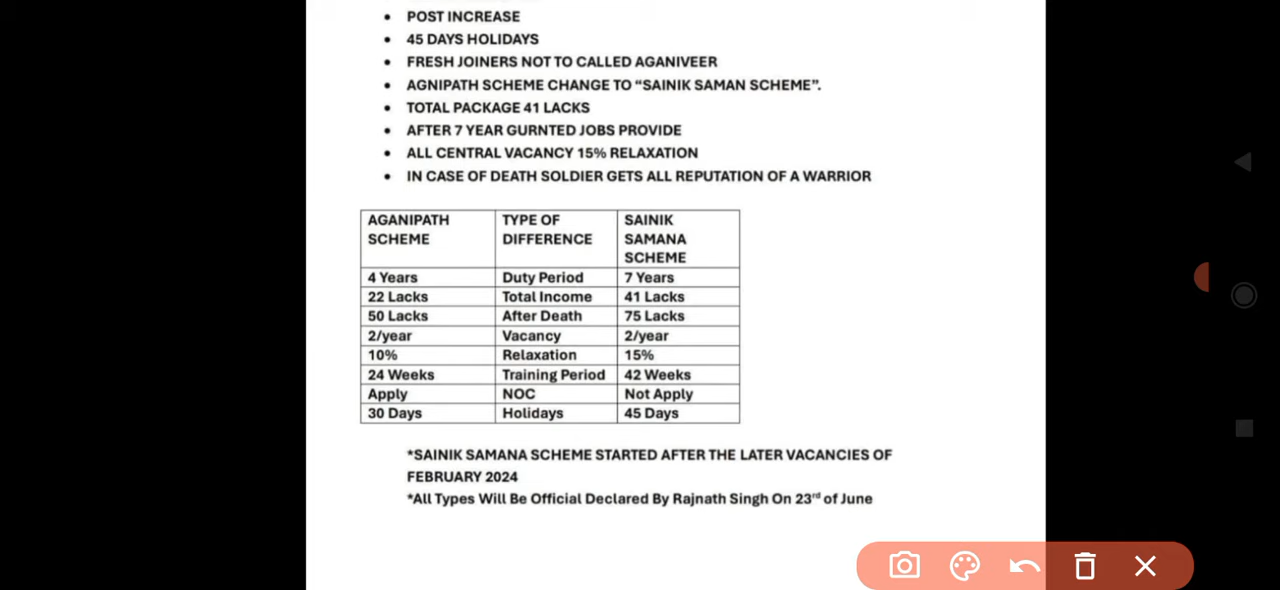 • POST INCREASE
• 45 DAYS HOLIDAYS
• FRESH JOINERS NOT TO CALLED AGANIVEER
• AGNIPATH SCHEME CHANGE TO “SAINIK SAMAN SCHEME”.
• TOTAL PACKAGE 41 LACKS
• AFTER 7 YEAR GURNTED JOBS PROVIDE
• ALL CENTRAL VACANCY 15% RELAXATION
• IN CASE OF DEATH SOLDIER GETS ALL REPUTATION OF A WARRIOR
AGANIPATH SCHEME | TYPE OF DIFFERENCE | SAINIK SAMANA SCHEME
4 Years | Duty Period | 7 Years
22 Lacks | Total Income | 41 Lacks
50 Lacks | After Death | 75 Lacks
2/year | Vacancy | 2/year
10% | Relaxation | 15%
24 Weeks | Training Period | 42 Weeks
Apply | NOC | Not Apply
30 Days | Holidays | 45 Days
*SAINIK SAMANA SCHEME STARTED AFTER THE LATER VACANCIES OF
FEBRUARY 2024
*All Types Will Be Official Declared By Rajnath Singh On 23rd of June